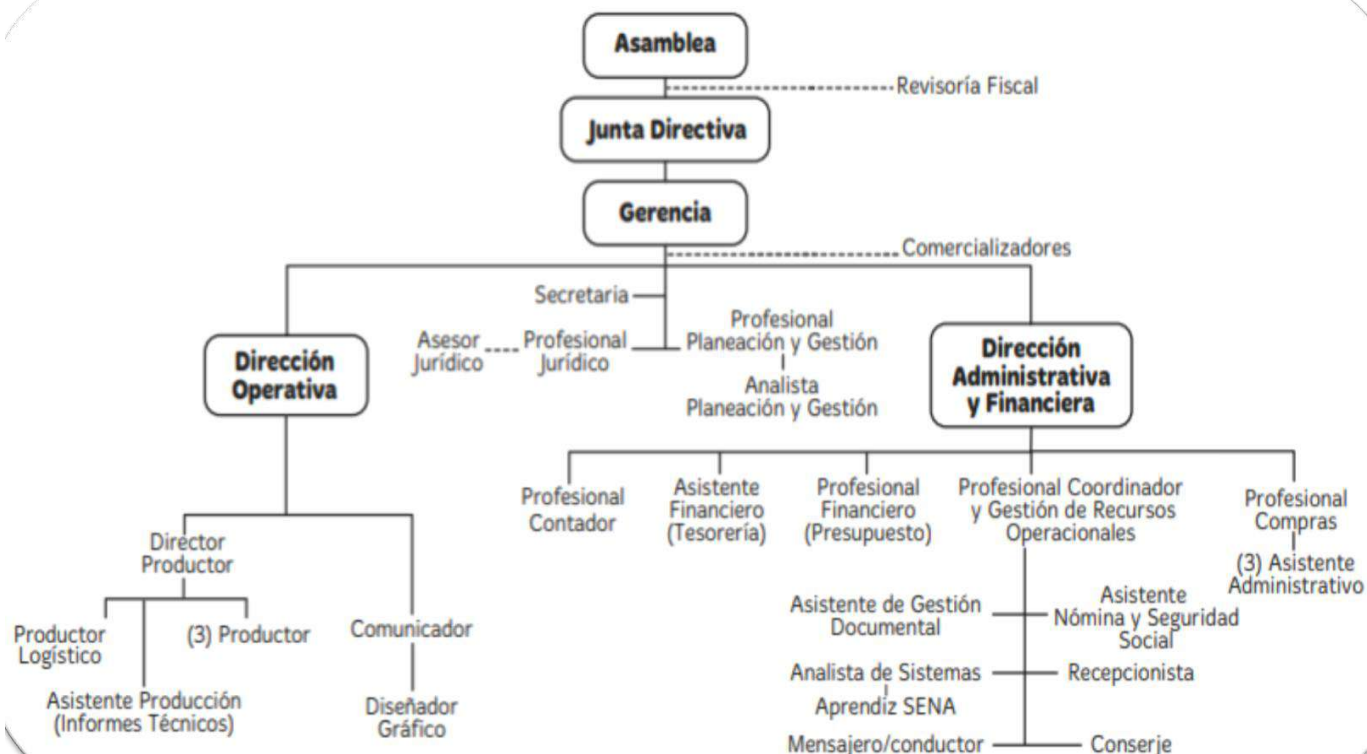 Asamblea
Revisoría Fiscal
Junta Directiva
Gerencia
Comercializadores
Secretaria
Asesor
Jurídico
Profesional
Jurídico
Profesional
Planeación y Gestión
Analista
Planeación y Gestión
Dirección
Operativa
Dirección
Administrativa
y Financiera
Director
Productor
Productor
Logístico
Asistente Producción
(Informes Técnicos)
(3) Productor
Comunicador
Diseñador
Gráfico
Profesional
Contador
Asistente
Financiero
(Tesorería)
Profesional
Financiero
(Presupuesto)
Profesional Coordinador
y Gestión de Recursos
Operacionales
Profesional
Compras
(3) Asistente
Administrativo
Asistente de Gestión
Documental
Asistente
Nómina y Seguridad
Social
Analista de Sistemas
Aprendiz SENA
Recepcionista
Mensajero/conductor
Conserje